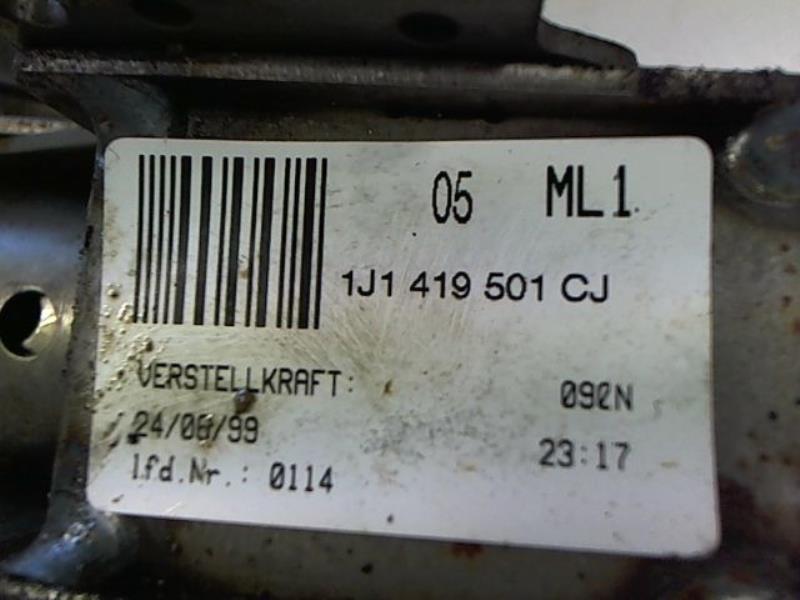 05 ML1
1J1 419 501 CJ
VERSTELLKRAFT: 090N
24/08/99 23:17
lfd.Nr.: 0114